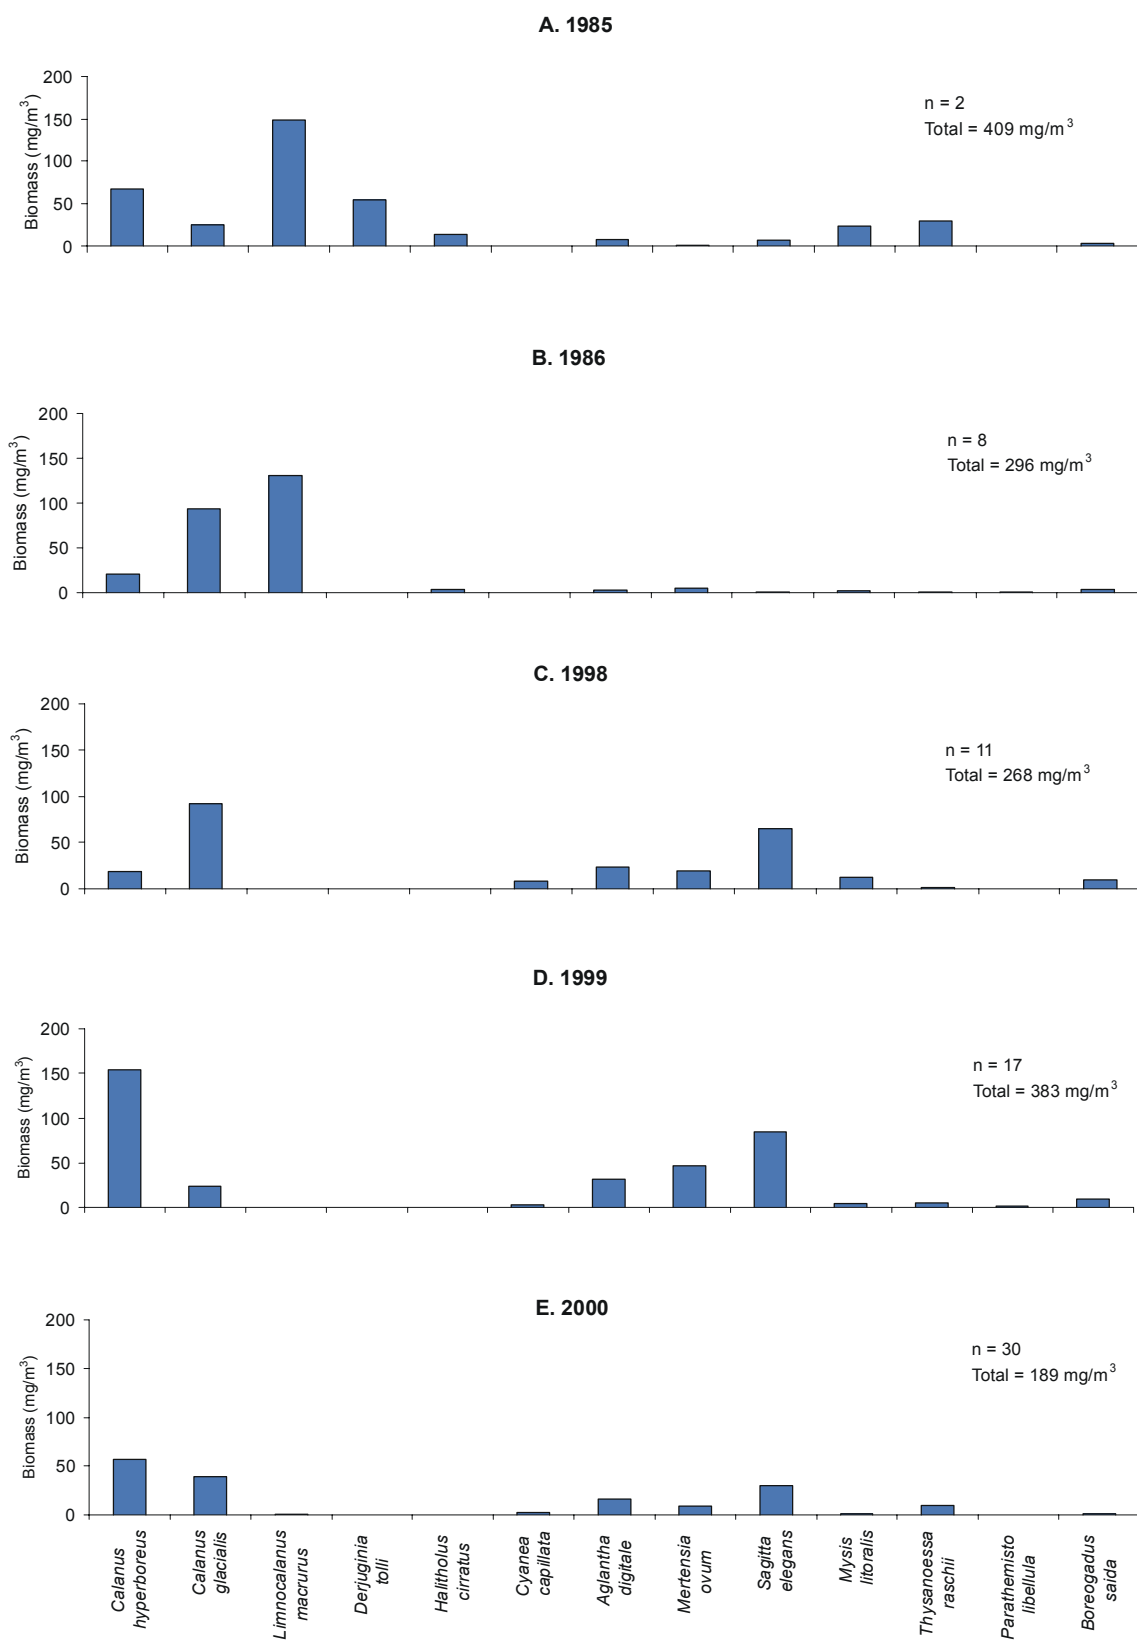 A. 1985
Biomass (mg/m³)
200
150
100
50
0
n = 2
Total = 409 mg/m³
B. 1986
Biomass (mg/m³)
200
150
100
50
0
n = 8
Total = 296 mg/m³
C. 1998
Biomass (mg/m³)
200
150
100
50
0
n = 11
Total = 268 mg/m³
D. 1999
Biomass (mg/m³)
200
150
100
50
0
n = 17
Total = 383 mg/m³
E. 2000
Biomass (mg/m³)
200
150
100
50
0
n = 30
Total = 189 mg/m³
Calanus
hyperboreus
Calanus
glacialis
Limnocalanus
macrurus
Derjuginia
tolli
Halitholus
cirratus
Cyanea
capillata
Aglantha
digitale
Mertensia
ovum
Sagitta
elegans
Mysis
litoralis
Thysanoessa
raschii
Parathemisto
libellula
Boreogadus
saida